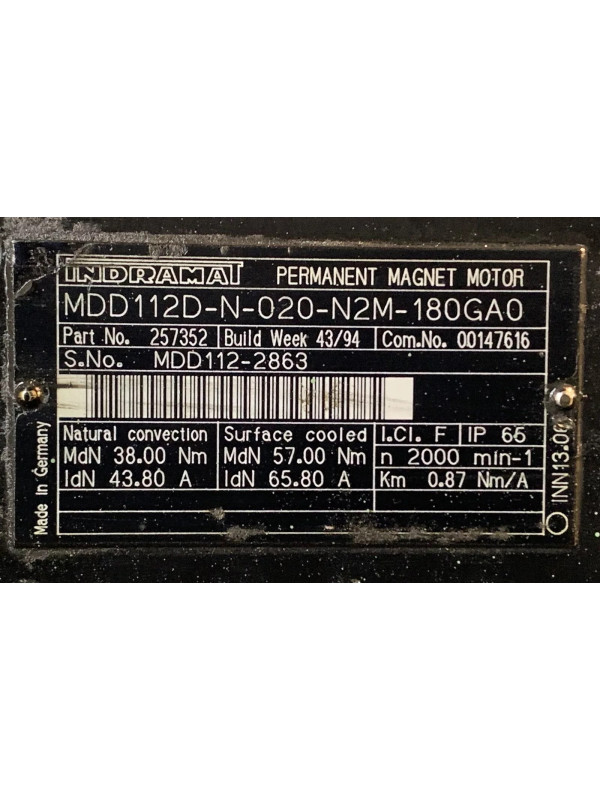 INDRAMAT PERMANENT MAGNET MOTOR
MDD112D-N-020-N2M-180GA0
Part No. 257352 Build Week 43/94 Com.No. 00147616
S.No. MDD112-2863
Natural convection Surface cooled I.Cl. F IP 65
MdN 38.00 Nm MdN 57.00 Nm n 2000 min-1
IdN 43.80 A IdN 65.80 A Km 0.87 Nm/A
Made in Germany
INN13.00